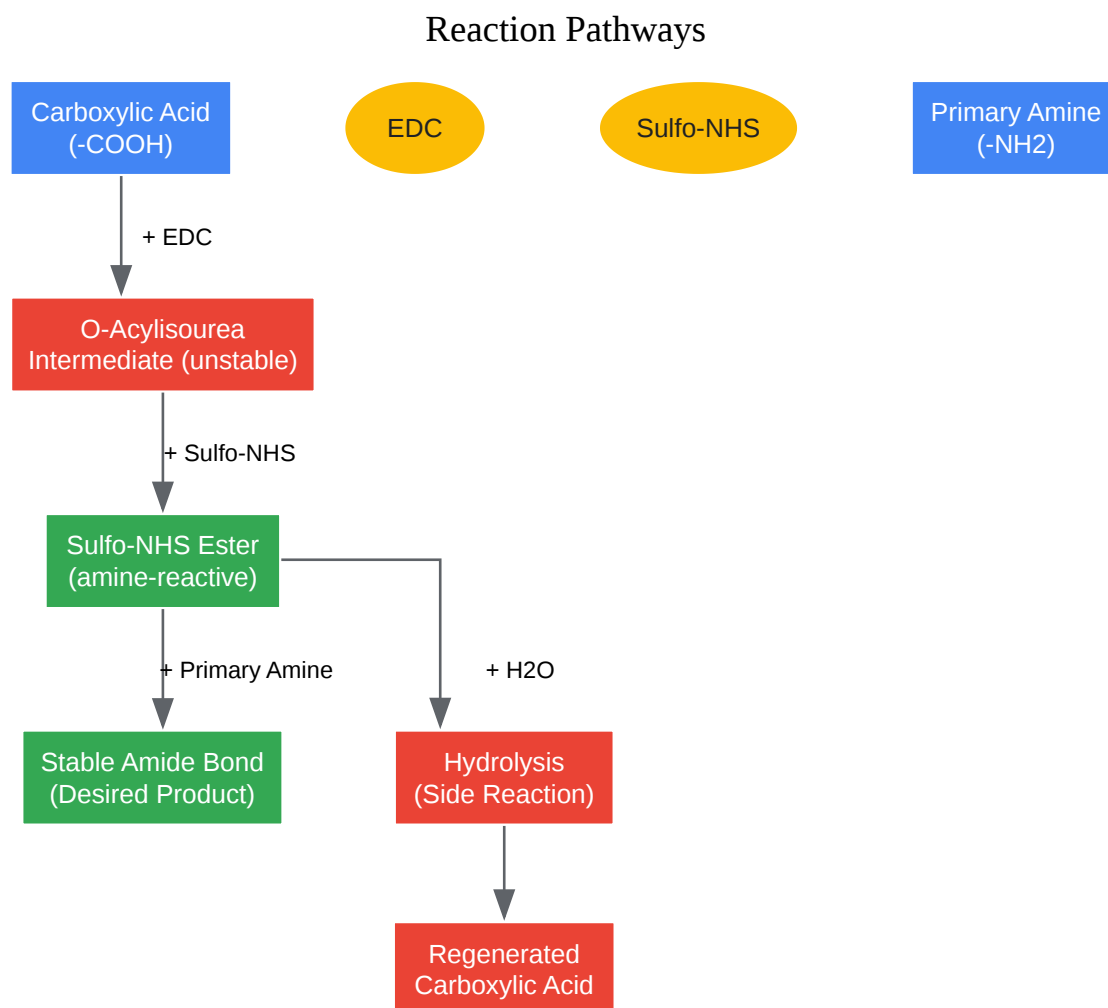 Reaction Pathways
Carboxylic Acid
(-COOH)
EDC
Sulfo-NHS
Primary Amine
(-NH2)
+ EDC
O-Acylisourea
Intermediate (unstable)
+ Sulfo-NHS
Sulfo-NHS Ester
(amine-reactive)
+ Primary Amine
+ H2O
Stable Amide Bond
(Desired Product)
Hydrolysis
(Side Reaction)
Regenerated
Carboxylic Acid